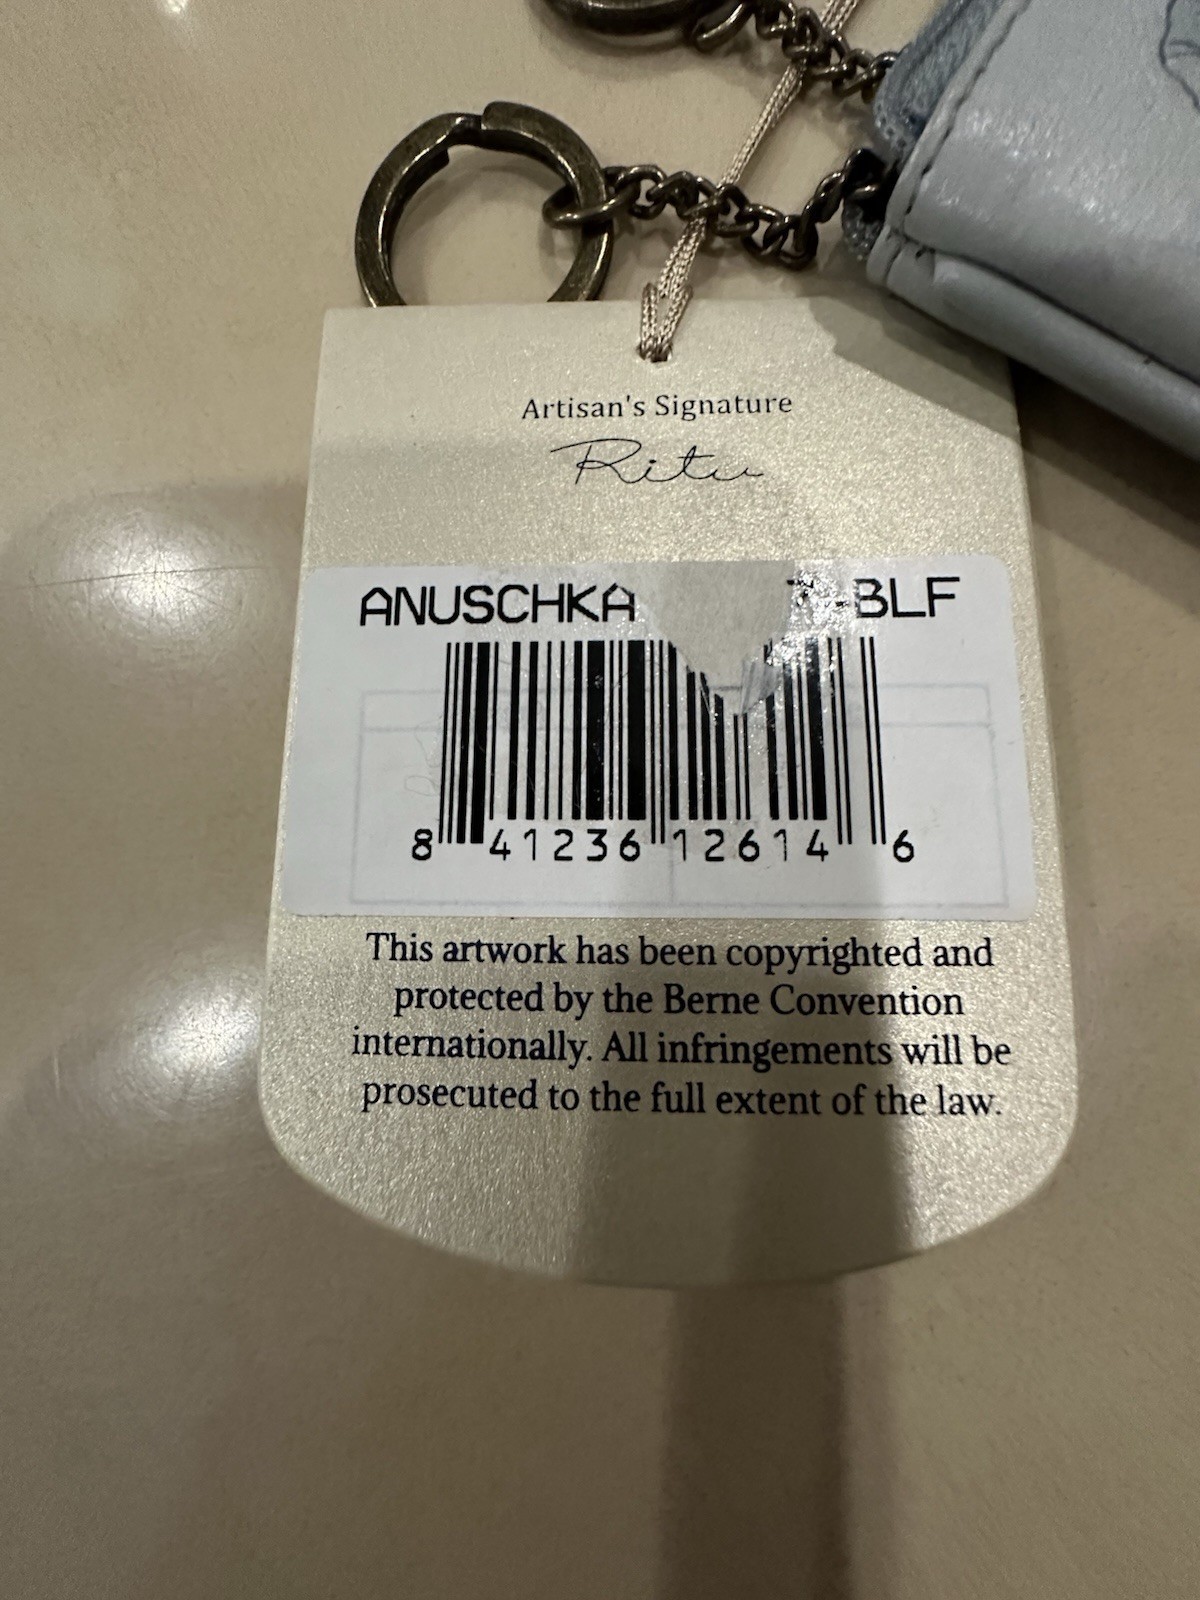 Artisan's Signature
Ritu
ANUSCHKA -BLF
8 41236 12614 6
This artwork has been copyrighted and
protected by the Berne Convention
internationally. All infringements will be
prosecuted to the full extent of the law.